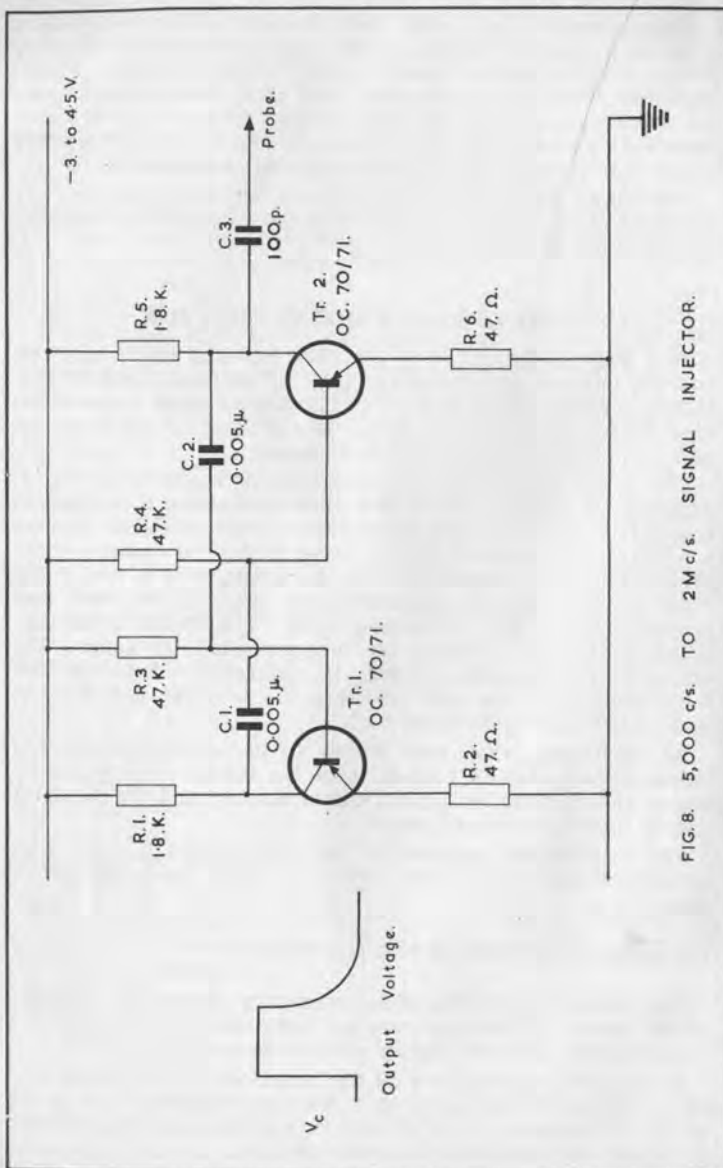 -3. to 4·5.V.
R.1.
1·8.K.
R.3
47.K.
R.4.
47.K.
R.5.
1·8.K.
C.1.
0·005.µ.
C.2.
0·005.µ.
C.3.
100.p.
Probe.
Tr.1.
OC. 70/71.
Tr. 2.
OC. 70/71.
R.2.
47.Ω.
R.6.
47.Ω.
Vc
Output Voltage.
FIG.8. 5,000 c/s. TO 2 M c/s. SIGNAL INJECTOR.